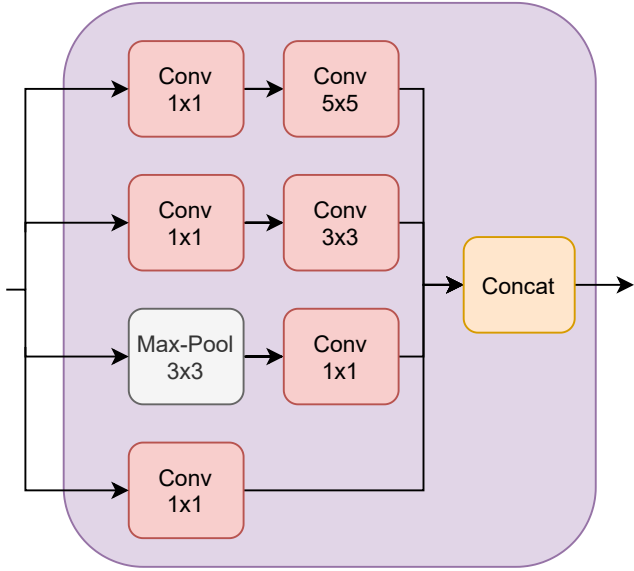 Conv
1x1
Conv
5x5
Conv
1x1
Conv
3x3
Concat
Max-Pool
3x3
Conv
1x1
Conv
1x1